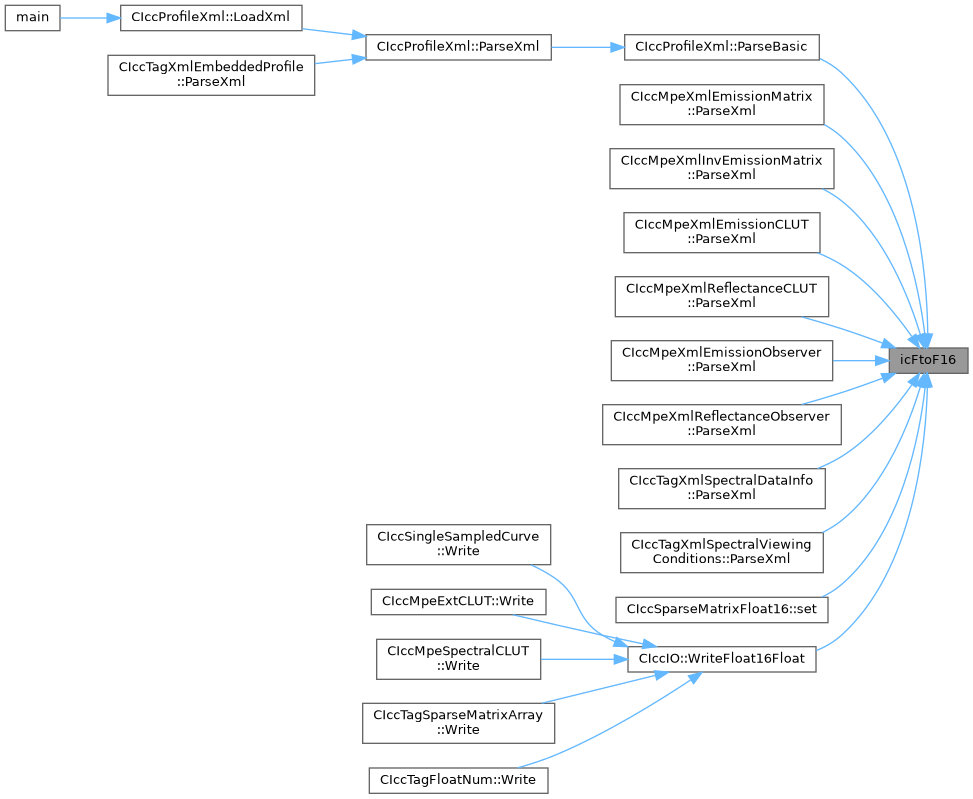 main
CIccProfileXml::LoadXml
CIccTagXmlEmbeddedProfile
::ParseXml
CIccProfileXml::ParseXml
CIccProfileXml::ParseBasic
CIccMpeXmlEmissionMatrix
::ParseXml
CIccMpeXmlInvEmissionMatrix
::ParseXml
CIccMpeXmlEmissionCLUT
::ParseXml
CIccMpeXmlReflectanceCLUT
::ParseXml
CIccMpeXmlEmissionObserver
::ParseXml
CIccMpeXmlReflectanceObserver
::ParseXml
CIccTagXmlSpectralDataInfo
::ParseXml
CIccTagXmlSpectralViewing
Conditions::ParseXml
CIccSparseMatrixFloat16::set
CIccIO::WriteFloat16Float
icFtoF16
CIccSingleSampledCurve
::Write
CIccMpeExtCLUT::Write
CIccMpeSpectralCLUT
::Write
CIccTagSparseMatrixArray
::Write
CIccTagFloatNum::Write